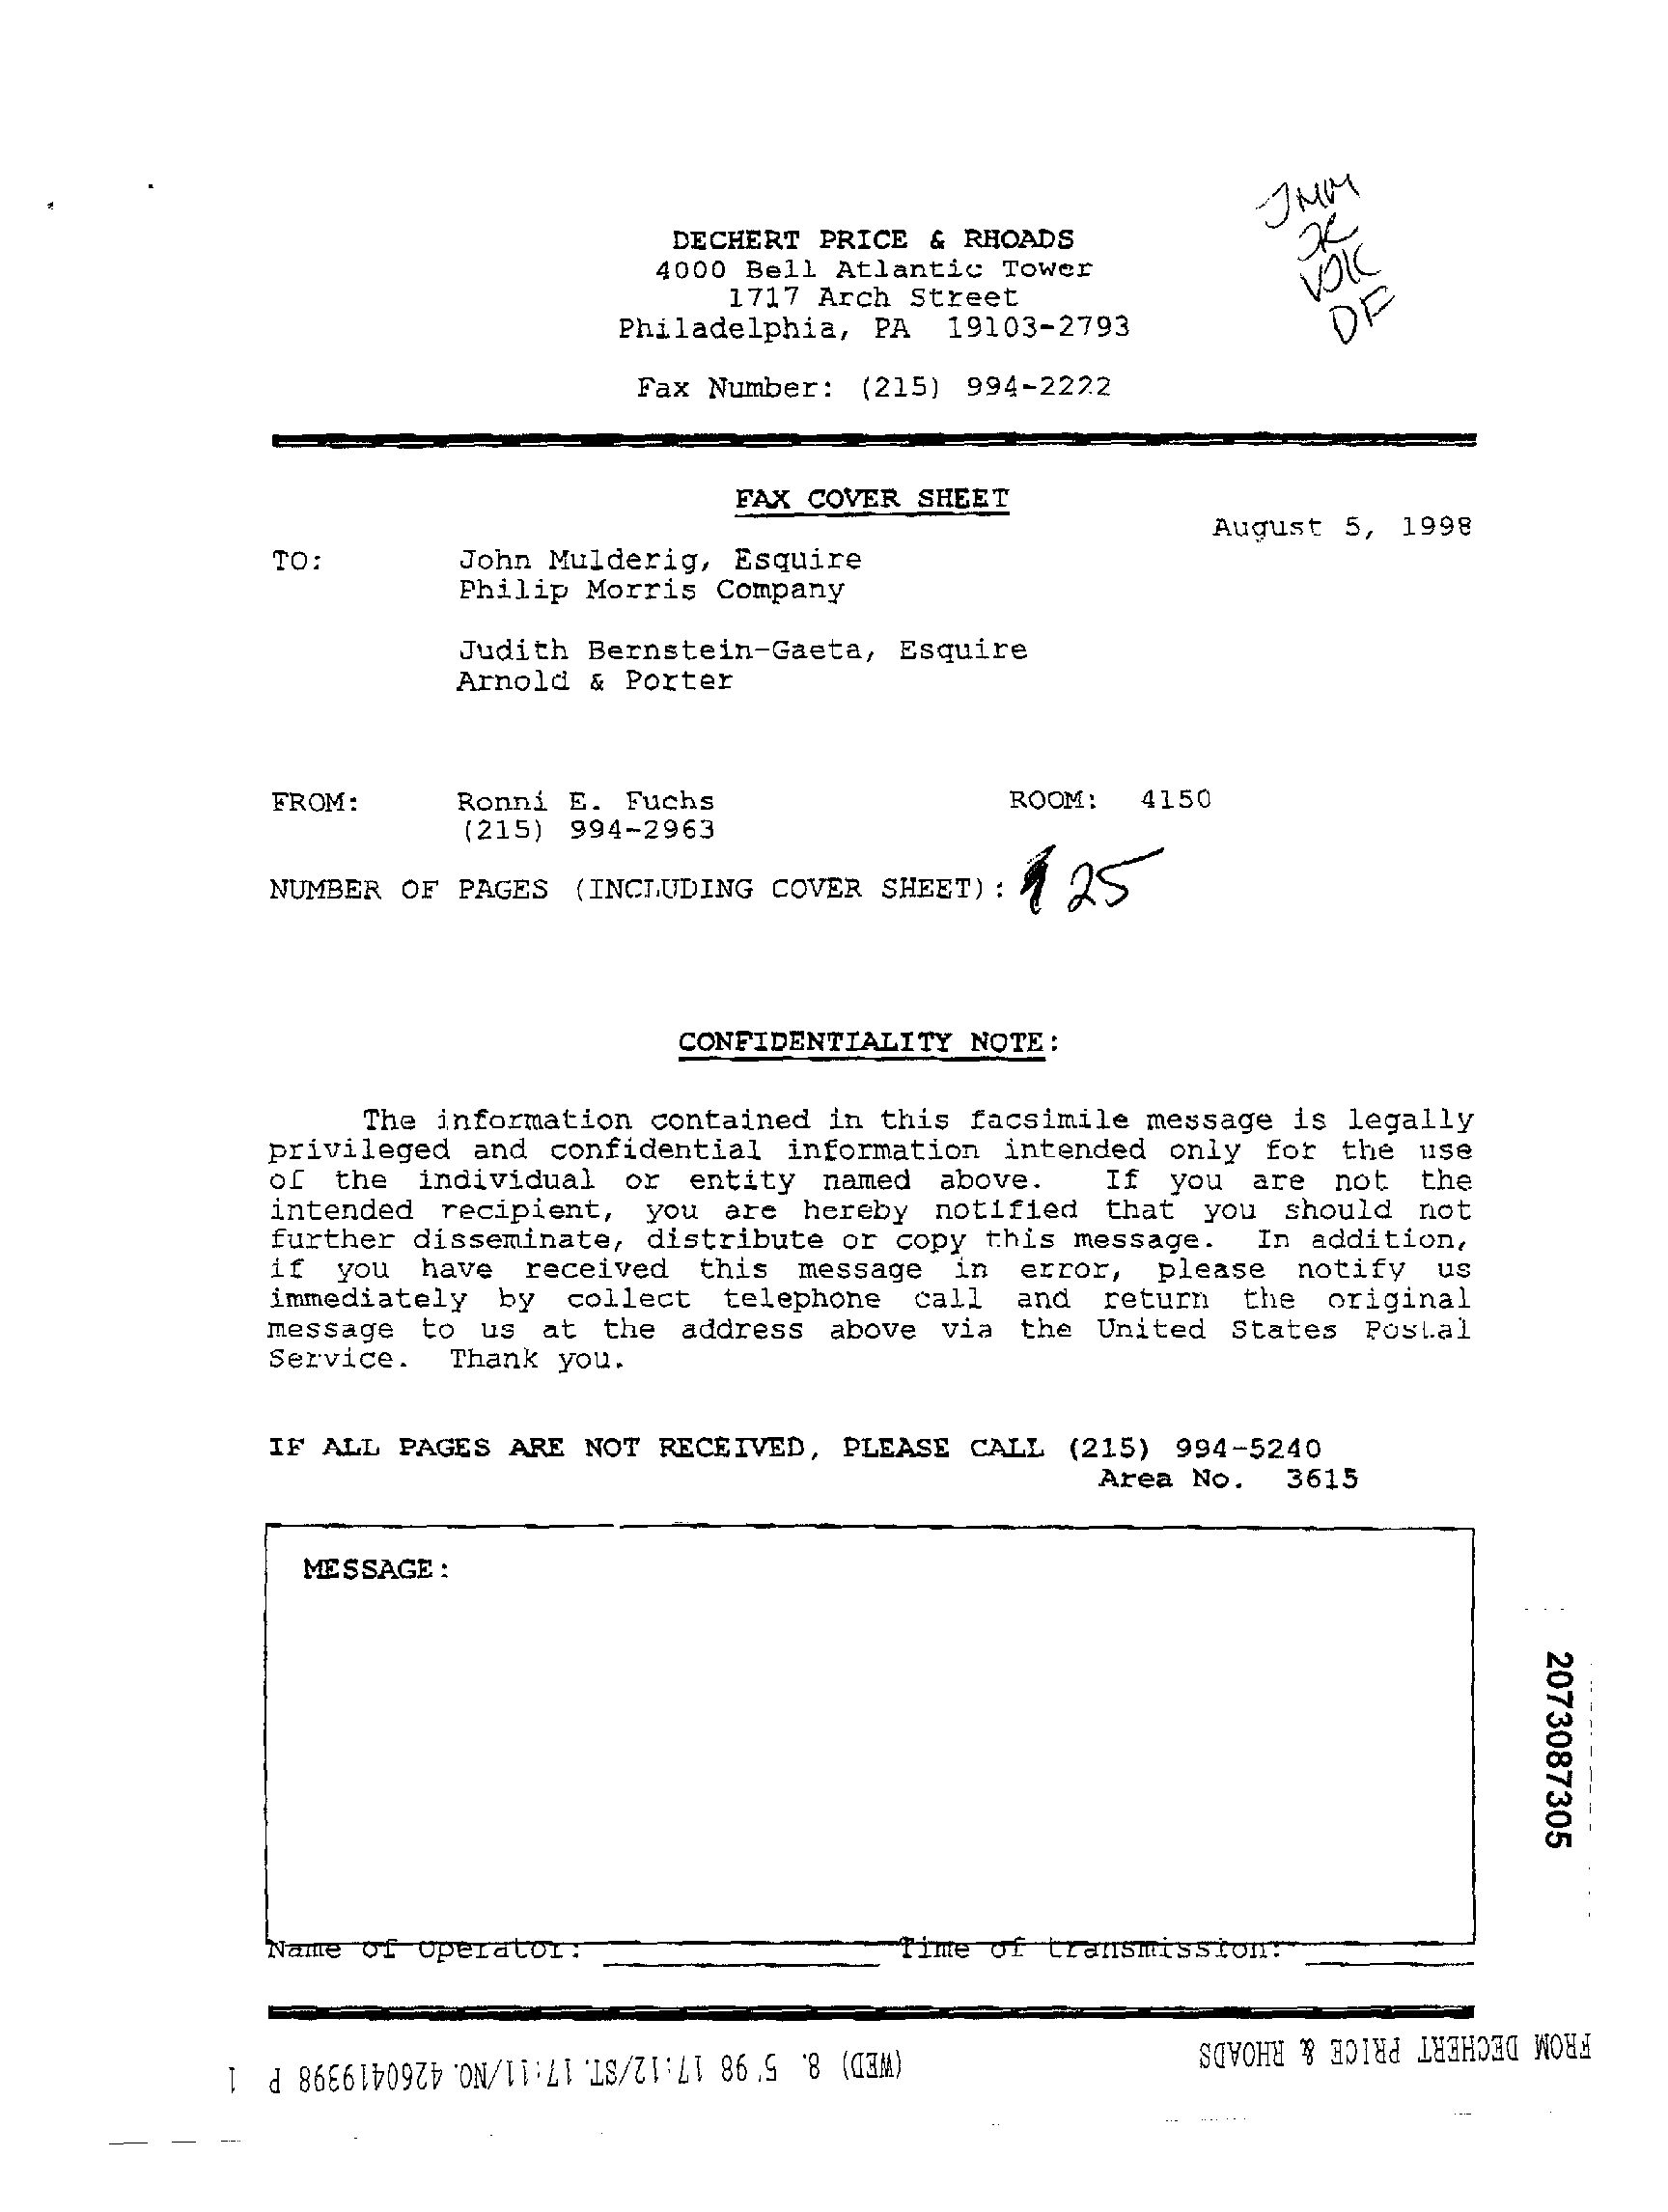 JMM
JR
VOK
DF
DECHERT PRICE & RHOADS
4000 Bell Atlantic Tower
1717 Arch Street
Philadelphia, PA 19103-2793
Fax Number: (215) 994-2222
FAX COVER SHEET
August 5, 1998
TO: John Mulderig, Esquire
Philip Morris Company
Judith Bernstein-Gaeta, Esquire
Arnold & Porter
FROM: Ronni E. Fuchs ROOM: 4150
(215) 994-2963
NUMBER OF PAGES (INCLUDING COVER SHEET): 25
CONFIDENTIALITY NOTE:
The information contained in this facsimile message is legally
privileged and confidential information intended only for the use
of the individual or entity named above. If you are not the
intended recipient, you are hereby notified that you should not
further disseminate, distribute or copy this message. In addition,
if you have received this message in error, please notify us
immediately by collect telephone call and return the original
message to us at the address above via the United States Postal
Service. Thank you.
IF ALL PAGES ARE NOT RECEIVED, PLEASE CALL (215) 994-5240
Area No. 3615
MESSAGE:
2073087305
Name of Operator: Time of transmission:
FROM DECHERT PRICE & RHOADS
(WED) 8. 5'98 17:12/ST. 17:11/NO. 4260419398 P 1